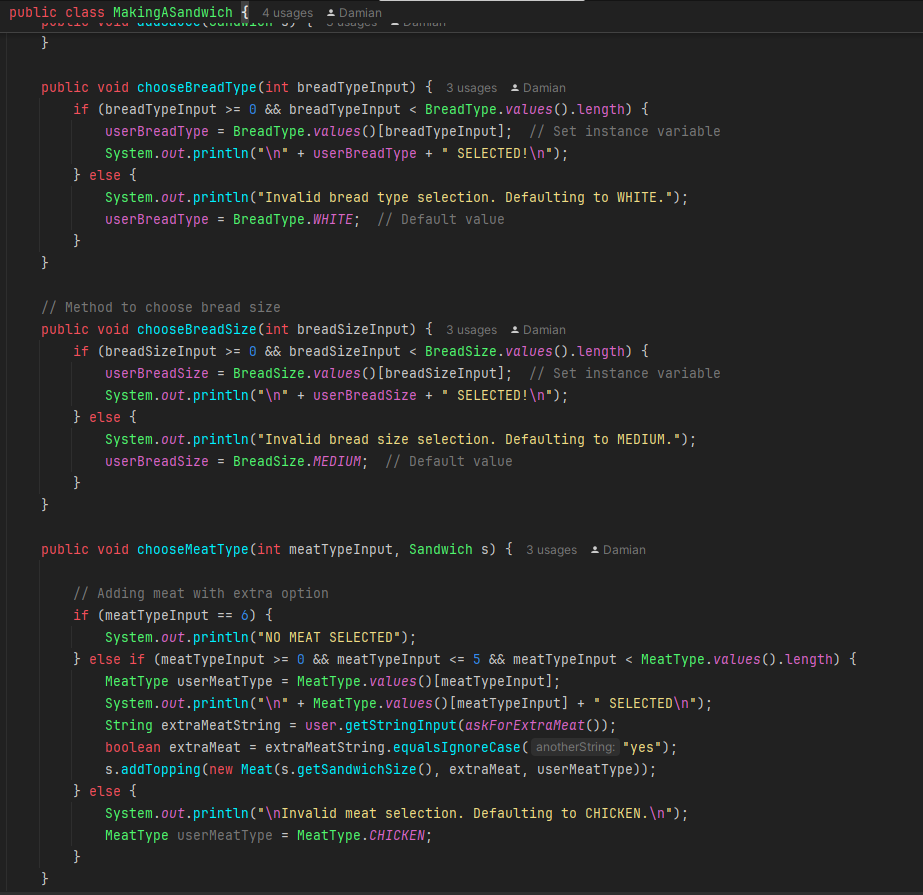 public class MakingASandwich {  4 usages  Damian
public void addSauce(Sandwich s) {  3 usages  Damian
    }

    public void chooseBreadType(int breadTypeInput) {  3 usages  Damian
        if (breadTypeInput >= 0 && breadTypeInput < BreadType.values().length) {
            userBreadType = BreadType.values()[breadTypeInput];  // Set instance variable
            System.out.println("\n" + userBreadType + " SELECTED!\n");
        } else {
            System.out.println("Invalid bread type selection. Defaulting to WHITE.");
            userBreadType = BreadType.WHITE;  // Default value
        }
    }

    // Method to choose bread size
    public void chooseBreadSize(int breadSizeInput) {  3 usages  Damian
        if (breadSizeInput >= 0 && breadSizeInput < BreadSize.values().length) {
            userBreadSize = BreadSize.values()[breadSizeInput];  // Set instance variable
            System.out.println("\n" + userBreadSize + " SELECTED!\n");
        } else {
            System.out.println("Invalid bread size selection. Defaulting to MEDIUM.");
            userBreadSize = BreadSize.MEDIUM;  // Default value
        }
    }

    public void chooseMeatType(int meatTypeInput, Sandwich s) {  3 usages  Damian

        // Adding meat with extra option
        if (meatTypeInput == 6) {
            System.out.println("NO MEAT SELECTED");
        } else if (meatTypeInput >= 0 && meatTypeInput <= 5 && meatTypeInput < MeatType.values().length) {
            MeatType userMeatType = MeatType.values()[meatTypeInput];
            System.out.println("\n" + MeatType.values()[meatTypeInput] + " SELECTED\n");
            String extraMeatString = user.getStringInput(askForExtraMeat());
            boolean extraMeat = extraMeatString.equalsIgnoreCase( anotherString: "yes");
            s.addTopping(new Meat(s.getSandwichSize(), extraMeat, userMeatType));
        } else {
            System.out.println("\nInvalid meat selection. Defaulting to CHICKEN.\n");
            MeatType userMeatType = MeatType.CHICKEN;
        }
    }